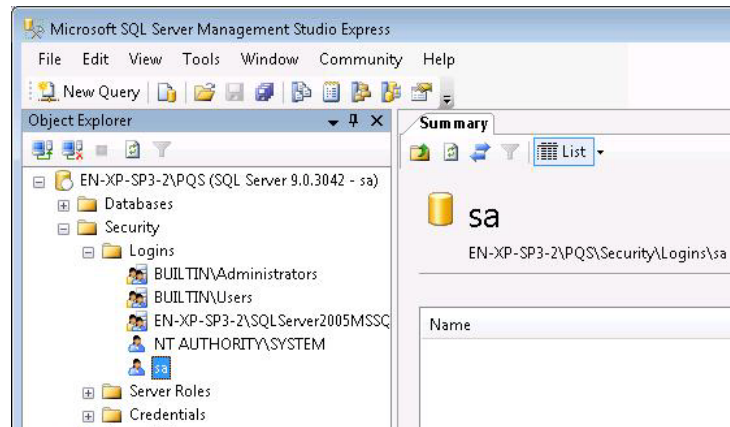 Microsoft SQL Server Management Studio Express
File Edit View Tools Window Community Help
New Query
Object Explorer
Summary
List
EN-XP-SP3-2\PQS (SQL Server 9.0.3042 - sa)
Databases
Security
Logins
BUILTIN\Administrators
BUILTIN\Users
EN-XP-SP3-2\SQLServer2005MSSQ
NT AUTHORITY\SYSTEM
sa
Server Roles
Credentials
sa
EN-XP-SP3-2\PQS\Security\Logins\sa
Name